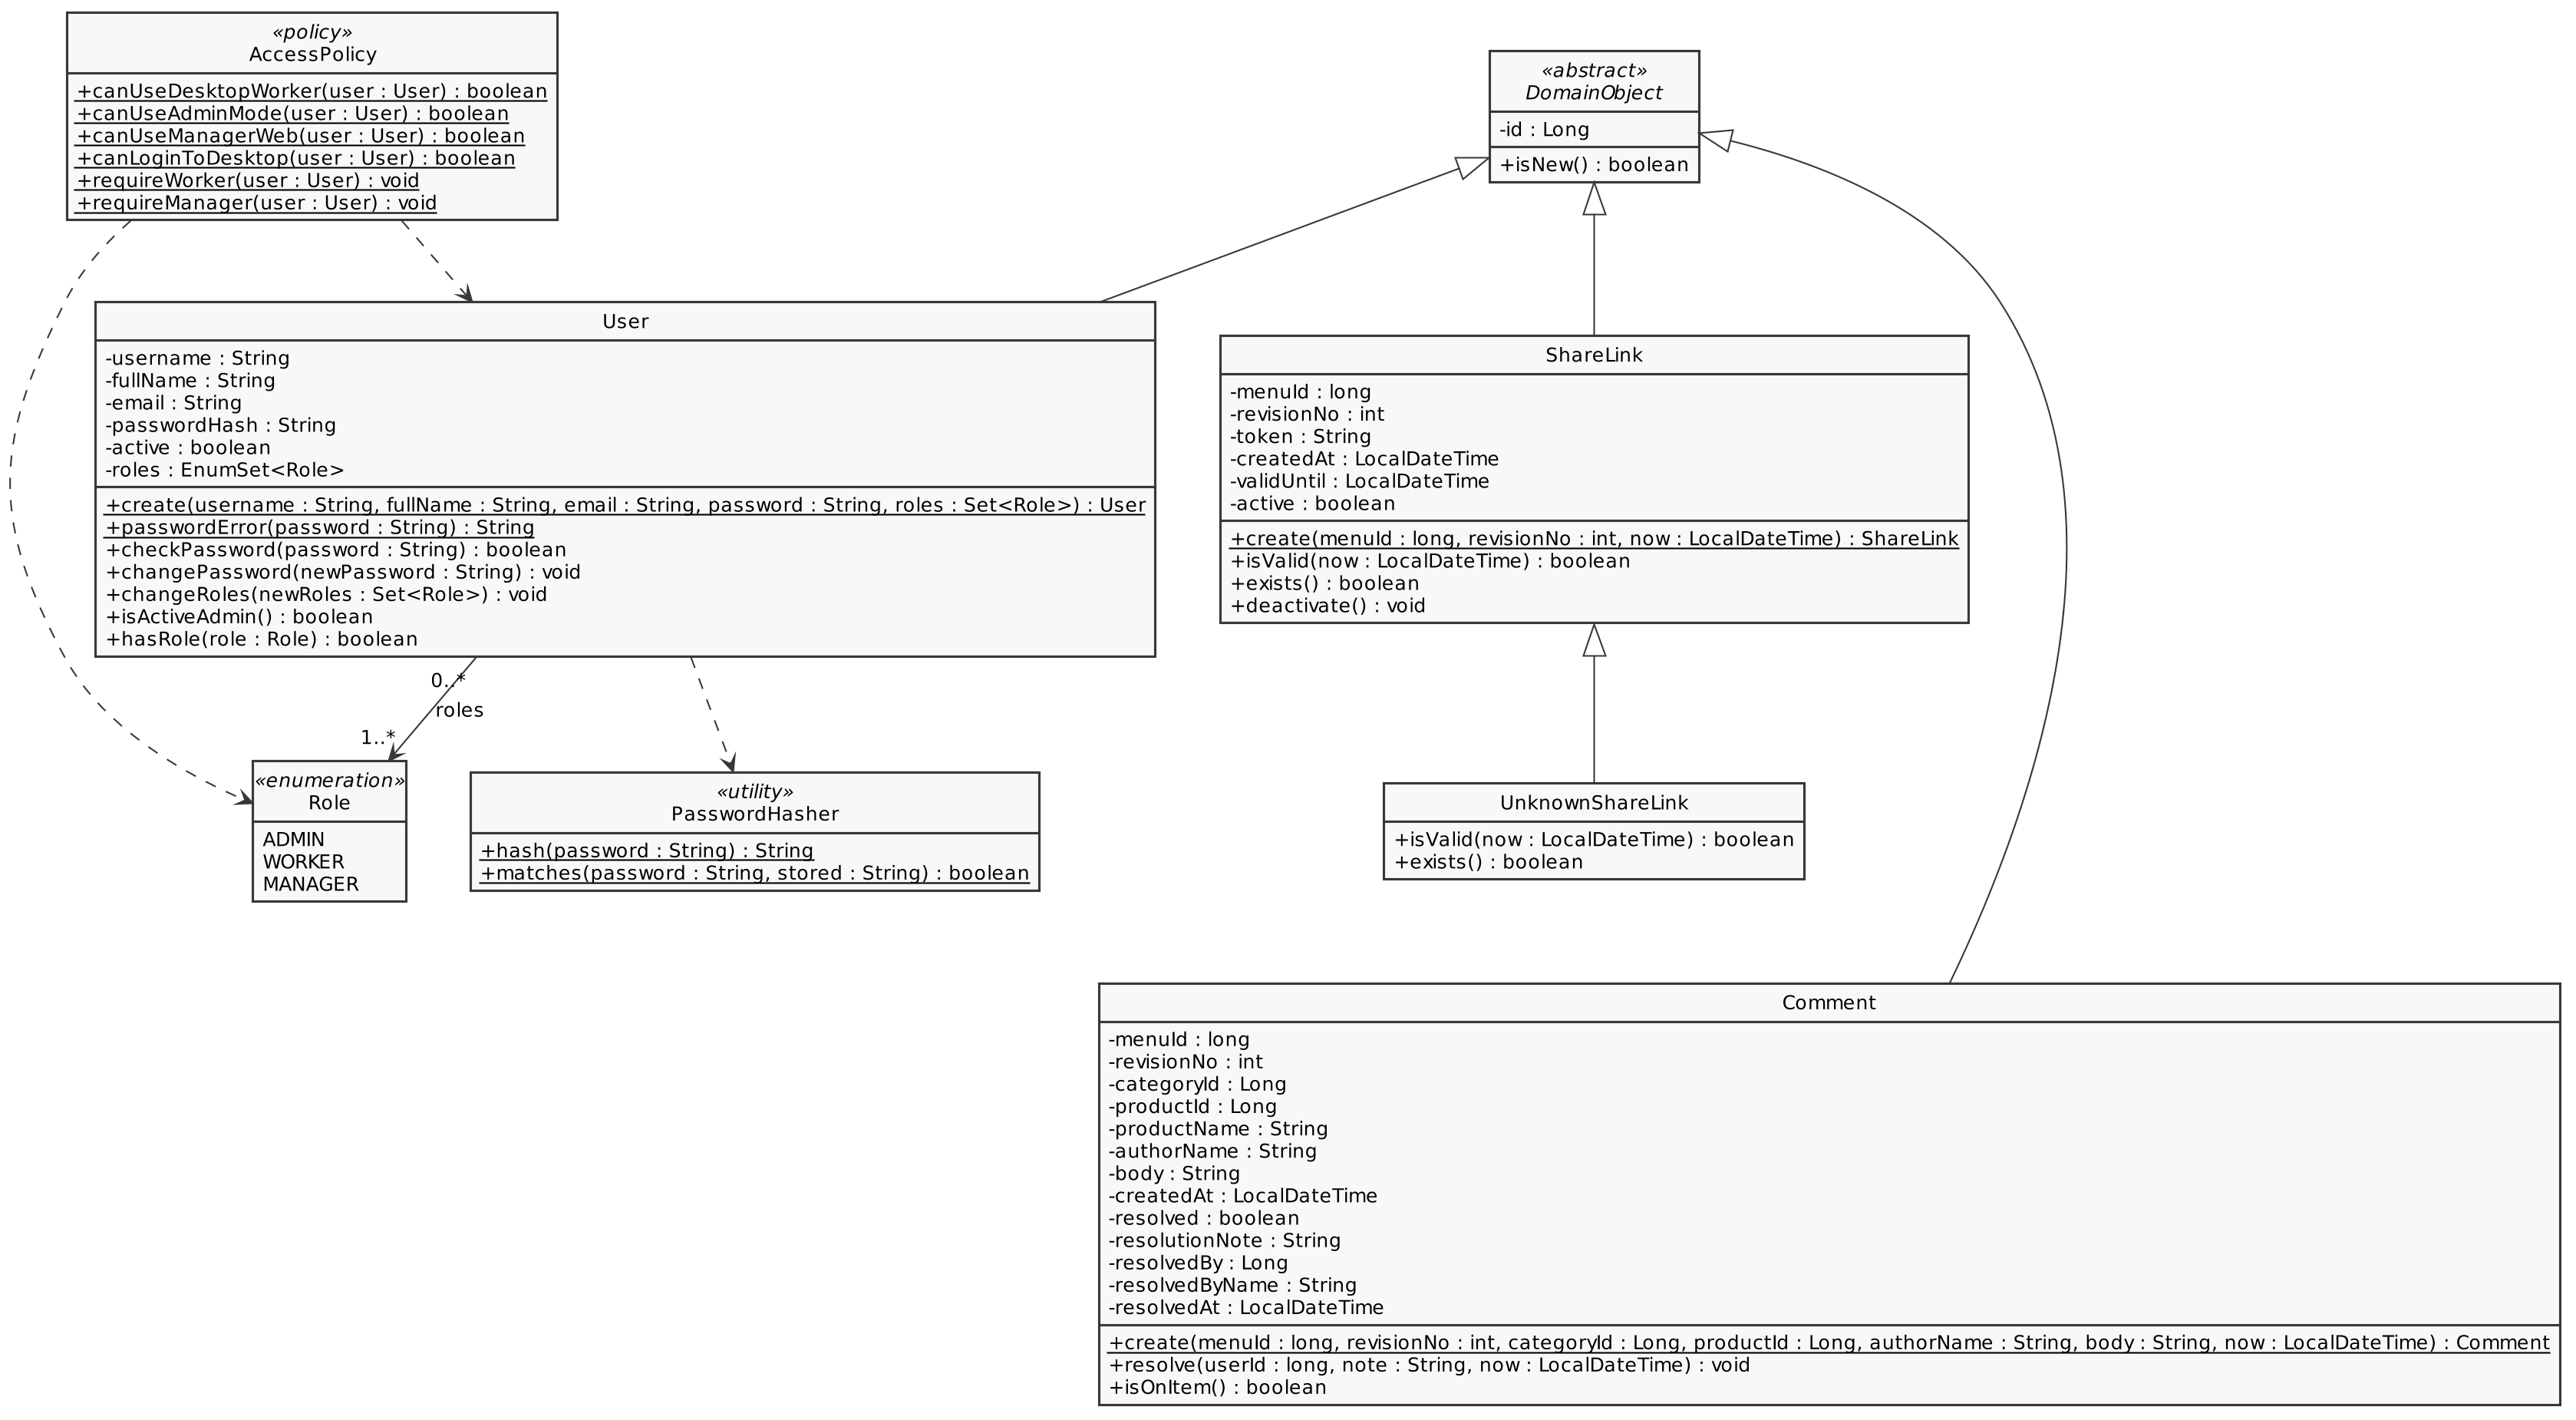 «policy»
AccessPolicy
+canUseDesktopWorker(user : User) : boolean
+canUseAdminMode(user : User) : boolean
+canUseManagerWeb(user : User) : boolean
+canLoginToDesktop(user : User) : boolean
+requireWorker(user : User) : void
+requireManager(user : User) : void
«abstract»
DomainObject
-id : Long
+isNew() : boolean
User
-username : String
-fullName : String
-email : String
-passwordHash : String
-active : boolean
-roles : EnumSet<Role>
+create(username : String, fullName : String, email : String, password : String, roles : Set<Role>) : User
+passwordError(password : String) : String
+checkPassword(password : String) : boolean
+changePassword(newPassword : String) : void
+changeRoles(newRoles : Set<Role>) : void
+isActiveAdmin() : boolean
+hasRole(role : Role) : boolean
ShareLink
-menuId : long
-revisionNo : int
-token : String
-createdAt : LocalDateTime
-validUntil : LocalDateTime
-active : boolean
+create(menuId : long, revisionNo : int, now : LocalDateTime) : ShareLink
+isValid(now : LocalDateTime) : boolean
+exists() : boolean
+deactivate() : void
0..*
roles
1..*
«enumeration»
Role
ADMIN
WORKER
MANAGER
«utility»
PasswordHasher
+hash(password : String) : String
+matches(password : String, stored : String) : boolean
UnknownShareLink
+isValid(now : LocalDateTime) : boolean
+exists() : boolean
Comment
-menuId : long
-revisionNo : int
-categoryId : Long
-productId : Long
-productName : String
-authorName : String
-body : String
-createdAt : LocalDateTime
-resolved : boolean
-resolutionNote : String
-resolvedBy : Long
-resolvedByName : String
-resolvedAt : LocalDateTime
+create(menuId : long, revisionNo : int, categoryId : Long, productId : Long, authorName : String, body : String, now : LocalDateTime) : Comment
+resolve(userId : long, note : String, now : LocalDateTime) : void
+isOnItem() : boolean